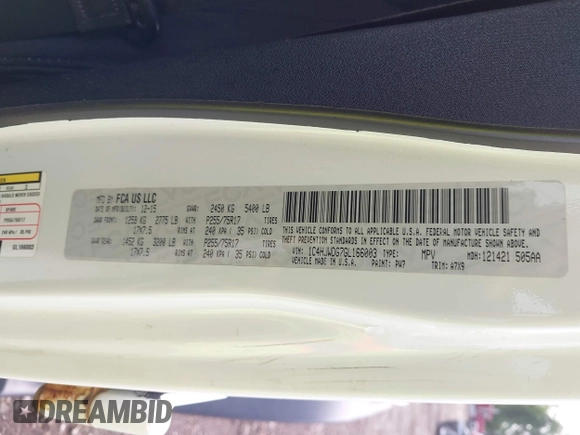 MFD BY FCA US LLC
DATE OF MFR 12-15 GVWR: 2450 KG 5400 LB
GAWR FRONT: 1259 KG 2775 LB WITH P255/75R17 TIRES
17X7.5 RIMS AT 240 KPA ( 35 PSI) COLD
GAWR REAR: 1452 KG 3200 LB WITH P255/75R17 TIRES
17X7.5 RIMS AT 240 KPA ( 35 PSI) COLD
THIS VEHICLE CONFORMS TO ALL APPLICABLE U.S.A. FEDERAL MOTOR VEHICLE SAFETY, BUMPER AND
THEFT PREVENTION STANDARDS IN EFFECT ON THE DATE OF MANUFACTURE SHOWN ABOVE.
MADE IN U.S.A.
VIN: 1C4HJWDG7GL166003 TYPE: MPV MDH: 121421 505AA
PAINT: PW7 TRIM: A7X9
GL166003
DREAMBID